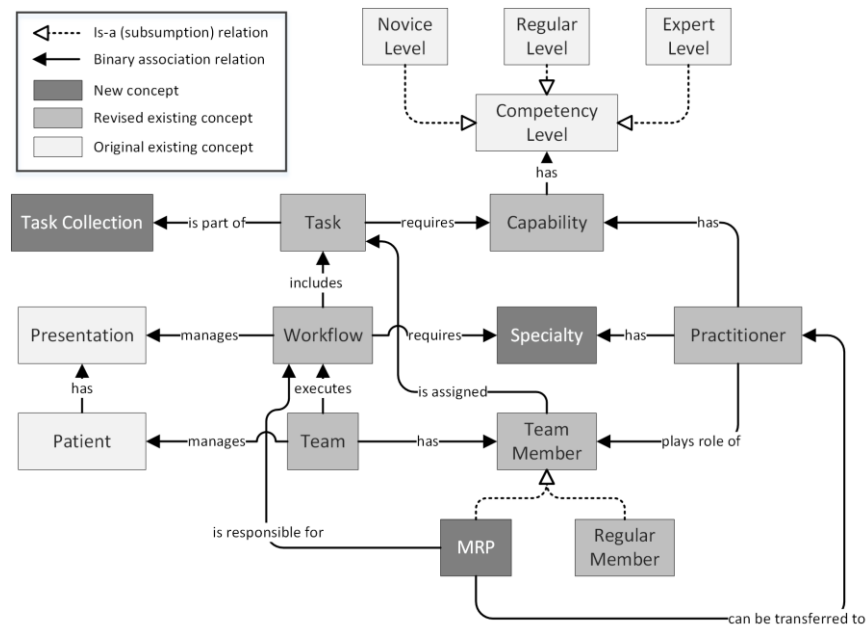 Is-a (subsumption) relation
Binary association relation
New concept
Revised existing concept
Original existing concept
Novice
Level
Regular
Level
Expert
Level
Competency
Level
has
Task Collection
is part of
Task
requires
Capability
has
includes
Presentation
manages
Workflow
requires
Specialty
has
Practitioner
has
executes
is assigned
Patient
manages
Team
has
Team
Member
plays role of
is responsible for
MRP
Regular
Member
can be transferred to